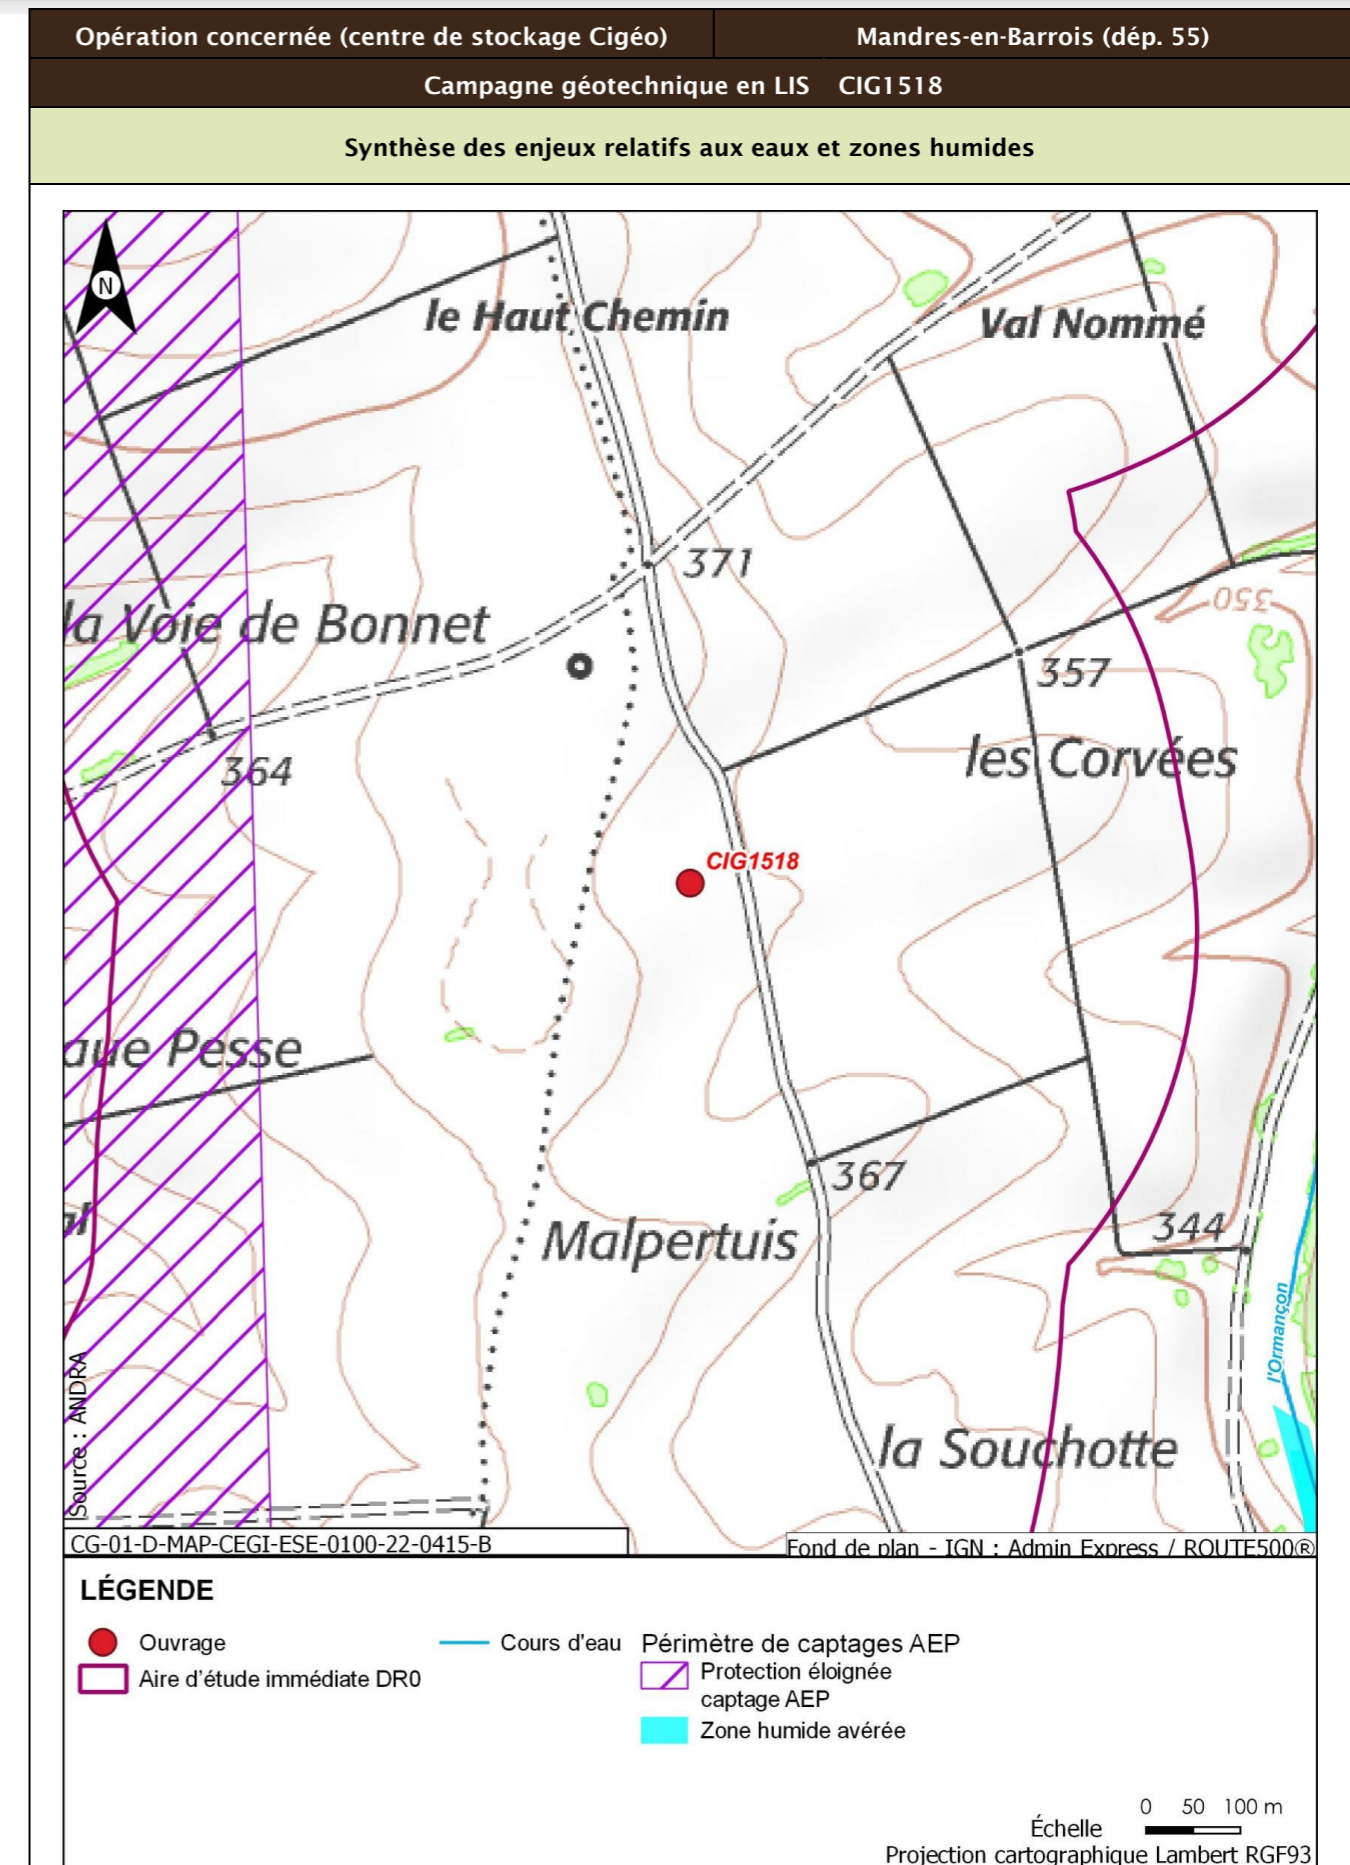 Opération concernée (centre de stockage Cigéo)
Mandres-en-Barrois (dép. 55)
Campagne géotechnique en LIS CIG1518
Synthèse des enjeux relatifs aux eaux et zones humides
N
le Haut Chemin
Val Nommé
371
la Voie de Bonnet
350
357
364
les Corvées
CIG1518
que Pesse
367
al
344
Malpertuis
l'Ormançon
la Souchotte
Source : ANDRA
CG-01-D-MAP-CEGI-ESE-0100-22-0415-B
Fond de plan - IGN : Admin Express / ROUTE500®
LÉGENDE
Ouvrage
Aire d'étude immédiate DR0
Cours d'eau
Périmètre de captages AEP
Protection éloignée
captage AEP
Zone humide avérée
0 50 100 m
Échelle
Projection cartographique Lambert RGF93